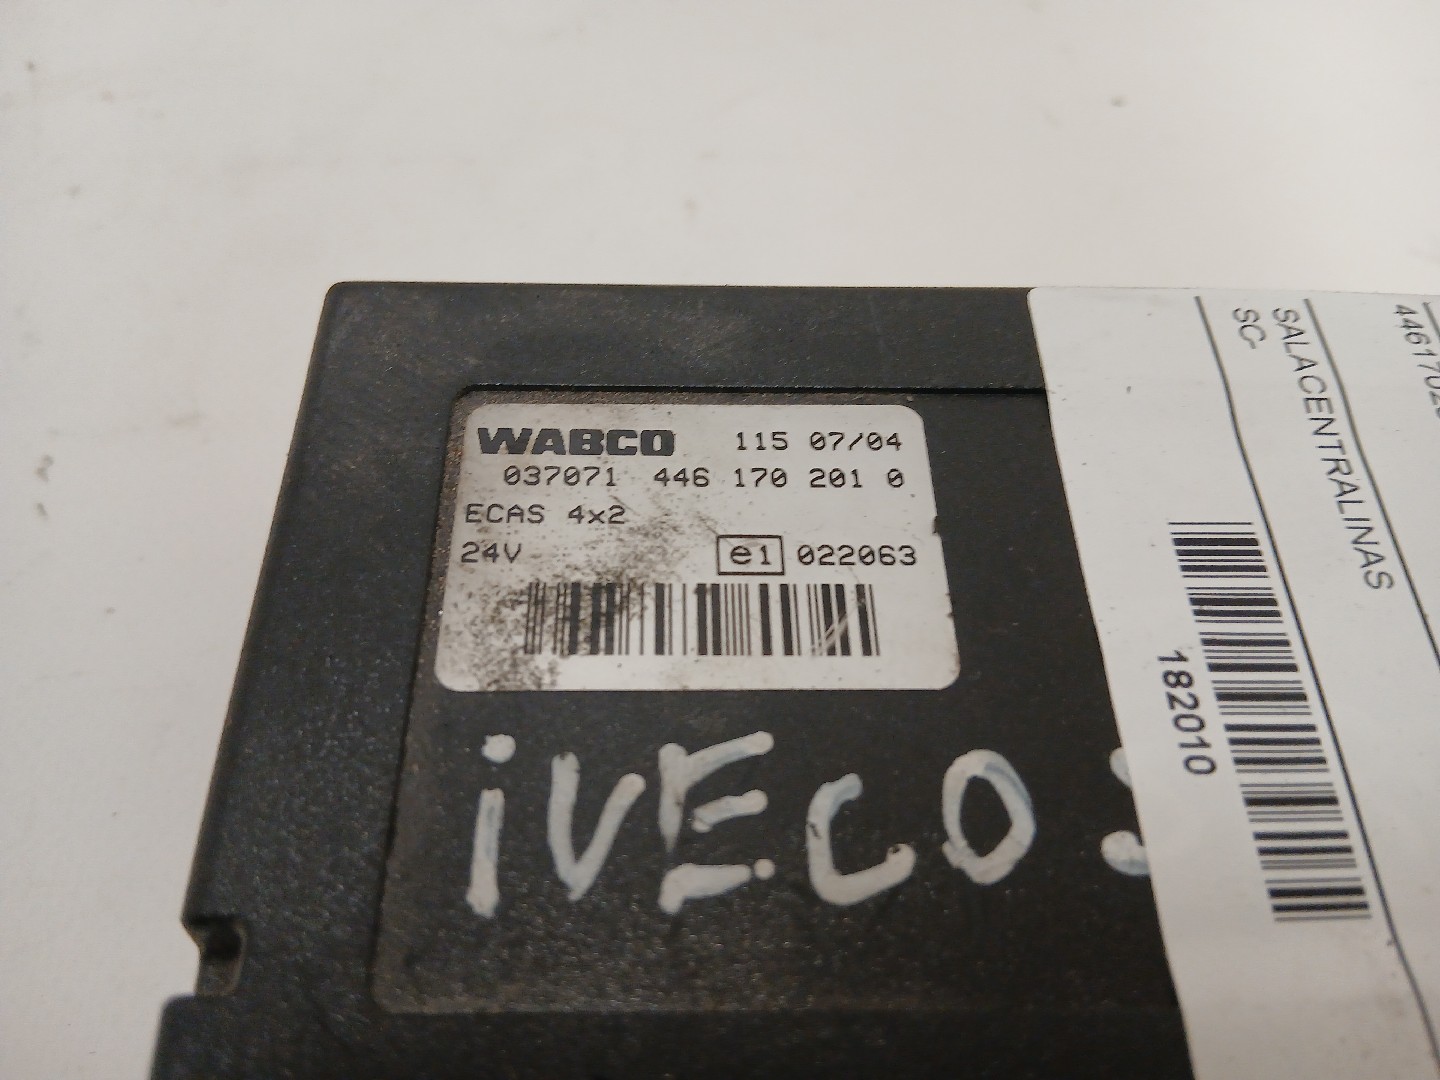 WABCO 115 07/04
037071 446 170 201 0
ECAS 4x2
24V e1 022063
iVECO
SALACENTRALINAS
SC-
182010